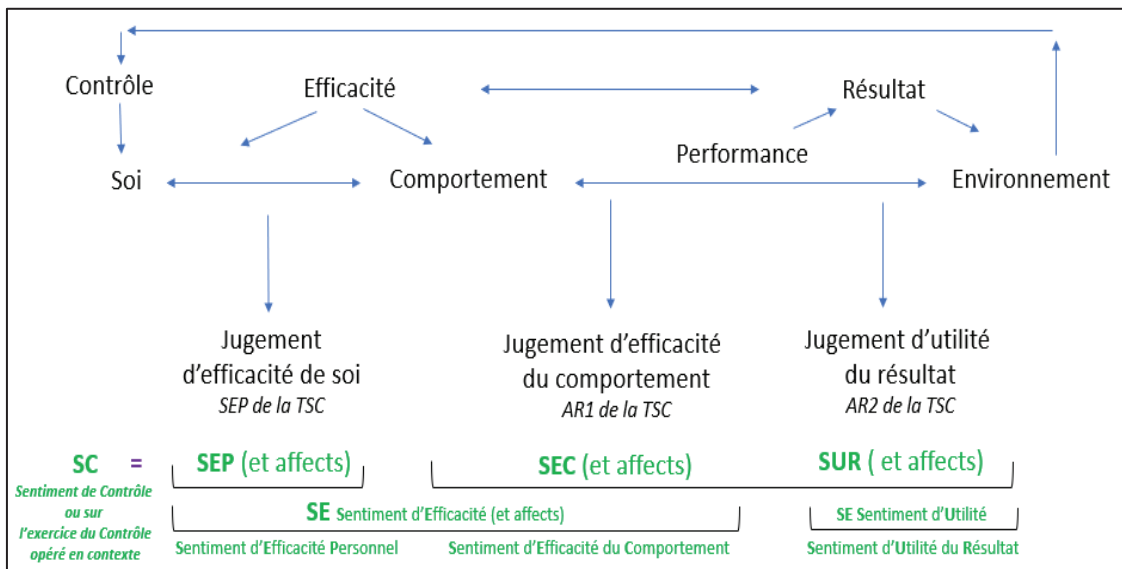 Contrôle
Efficacité
Résultat
Performance
Soi
Comportement
Environnement
Jugement
d'efficacité de soi
SEP de la TSC
Jugement d'efficacité
du comportement
AR1 de la TSC
Jugement d'utilité
du résultat
AR2 de la TSC
SC =
Sentiment de Contrôle
ou sur
l'exercice du Contrôle
opéré en contexte
SEP (et affects)
SEC (et affects)
SUR ( et affects)
SE Sentiment d'Efficacité (et affects)
SE Sentiment d'Utilité
Sentiment d'Efficacité Personnel
Sentiment d'Efficacité du Comportement
Sentiment d'Utilité du Résultat